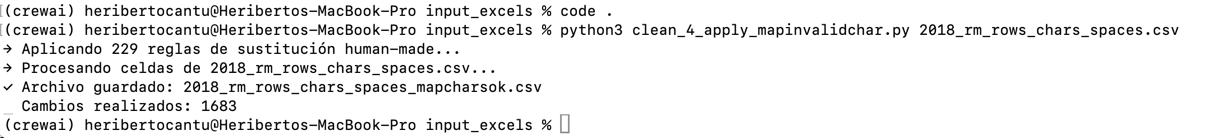 (crewai) heribertocantu@Heribertos-MacBook-Pro input_excels % code .
(crewai) heribertocantu@Heribertos-MacBook-Pro input_excels % python3 clean_4_apply_mapinvalidchar.py 2018_rm_rows_chars_spaces.csv
→ Aplicando 229 reglas de sustitución human-made...
→ Procesando celdas de 2018_rm_rows_chars_spaces.csv...
✓ Archivo guardado: 2018_rm_rows_chars_spaces_mapcharsok.csv
Cambios realizados: 1683
(crewai) heribertocantu@Heribertos-MacBook-Pro input_excels %